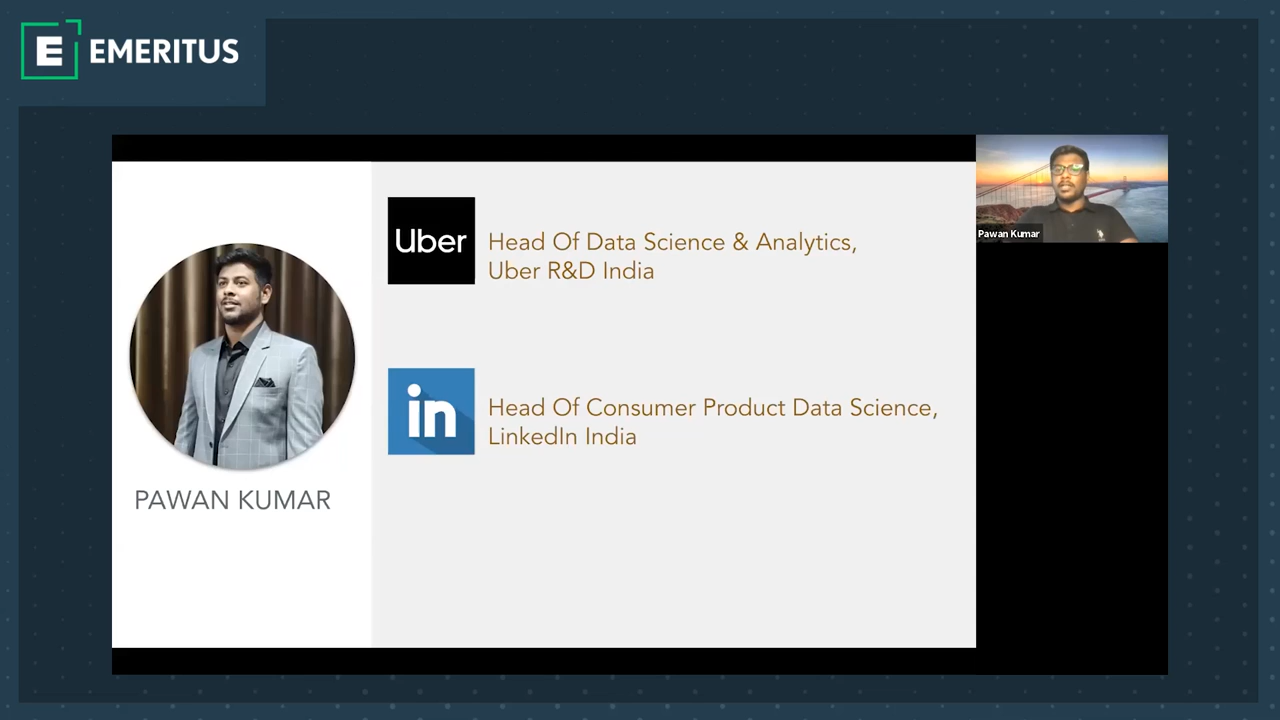 E EMERITUS
Uber
Head Of Data Science & Analytics,
Uber R&D India
in
Head Of Consumer Product Data Science,
LinkedIn India
PAWAN KUMAR
Pawan Kumar